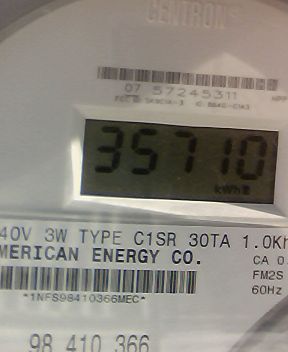 CENTRON®
07 57245311
35710
kWh
40V 3W TYPE C1SR 30TA 1.0Kh
MERICAN ENERGY CO.
CA 0.
FM2S
60Hz
*1NFS98410366MEC*
98 410 366